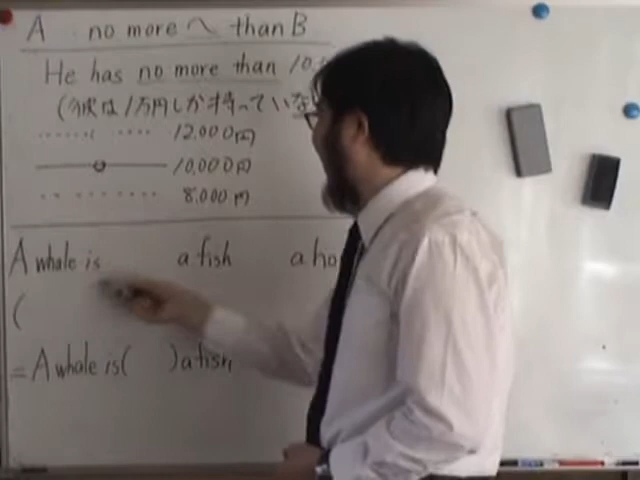 A no more 〜 than B
He has no more than 10,0
(彼は1万円しか持っていな
12,000円
10,000円
8,000円
A whale is a fish a ho
(
= A whale is ( ) a fish,